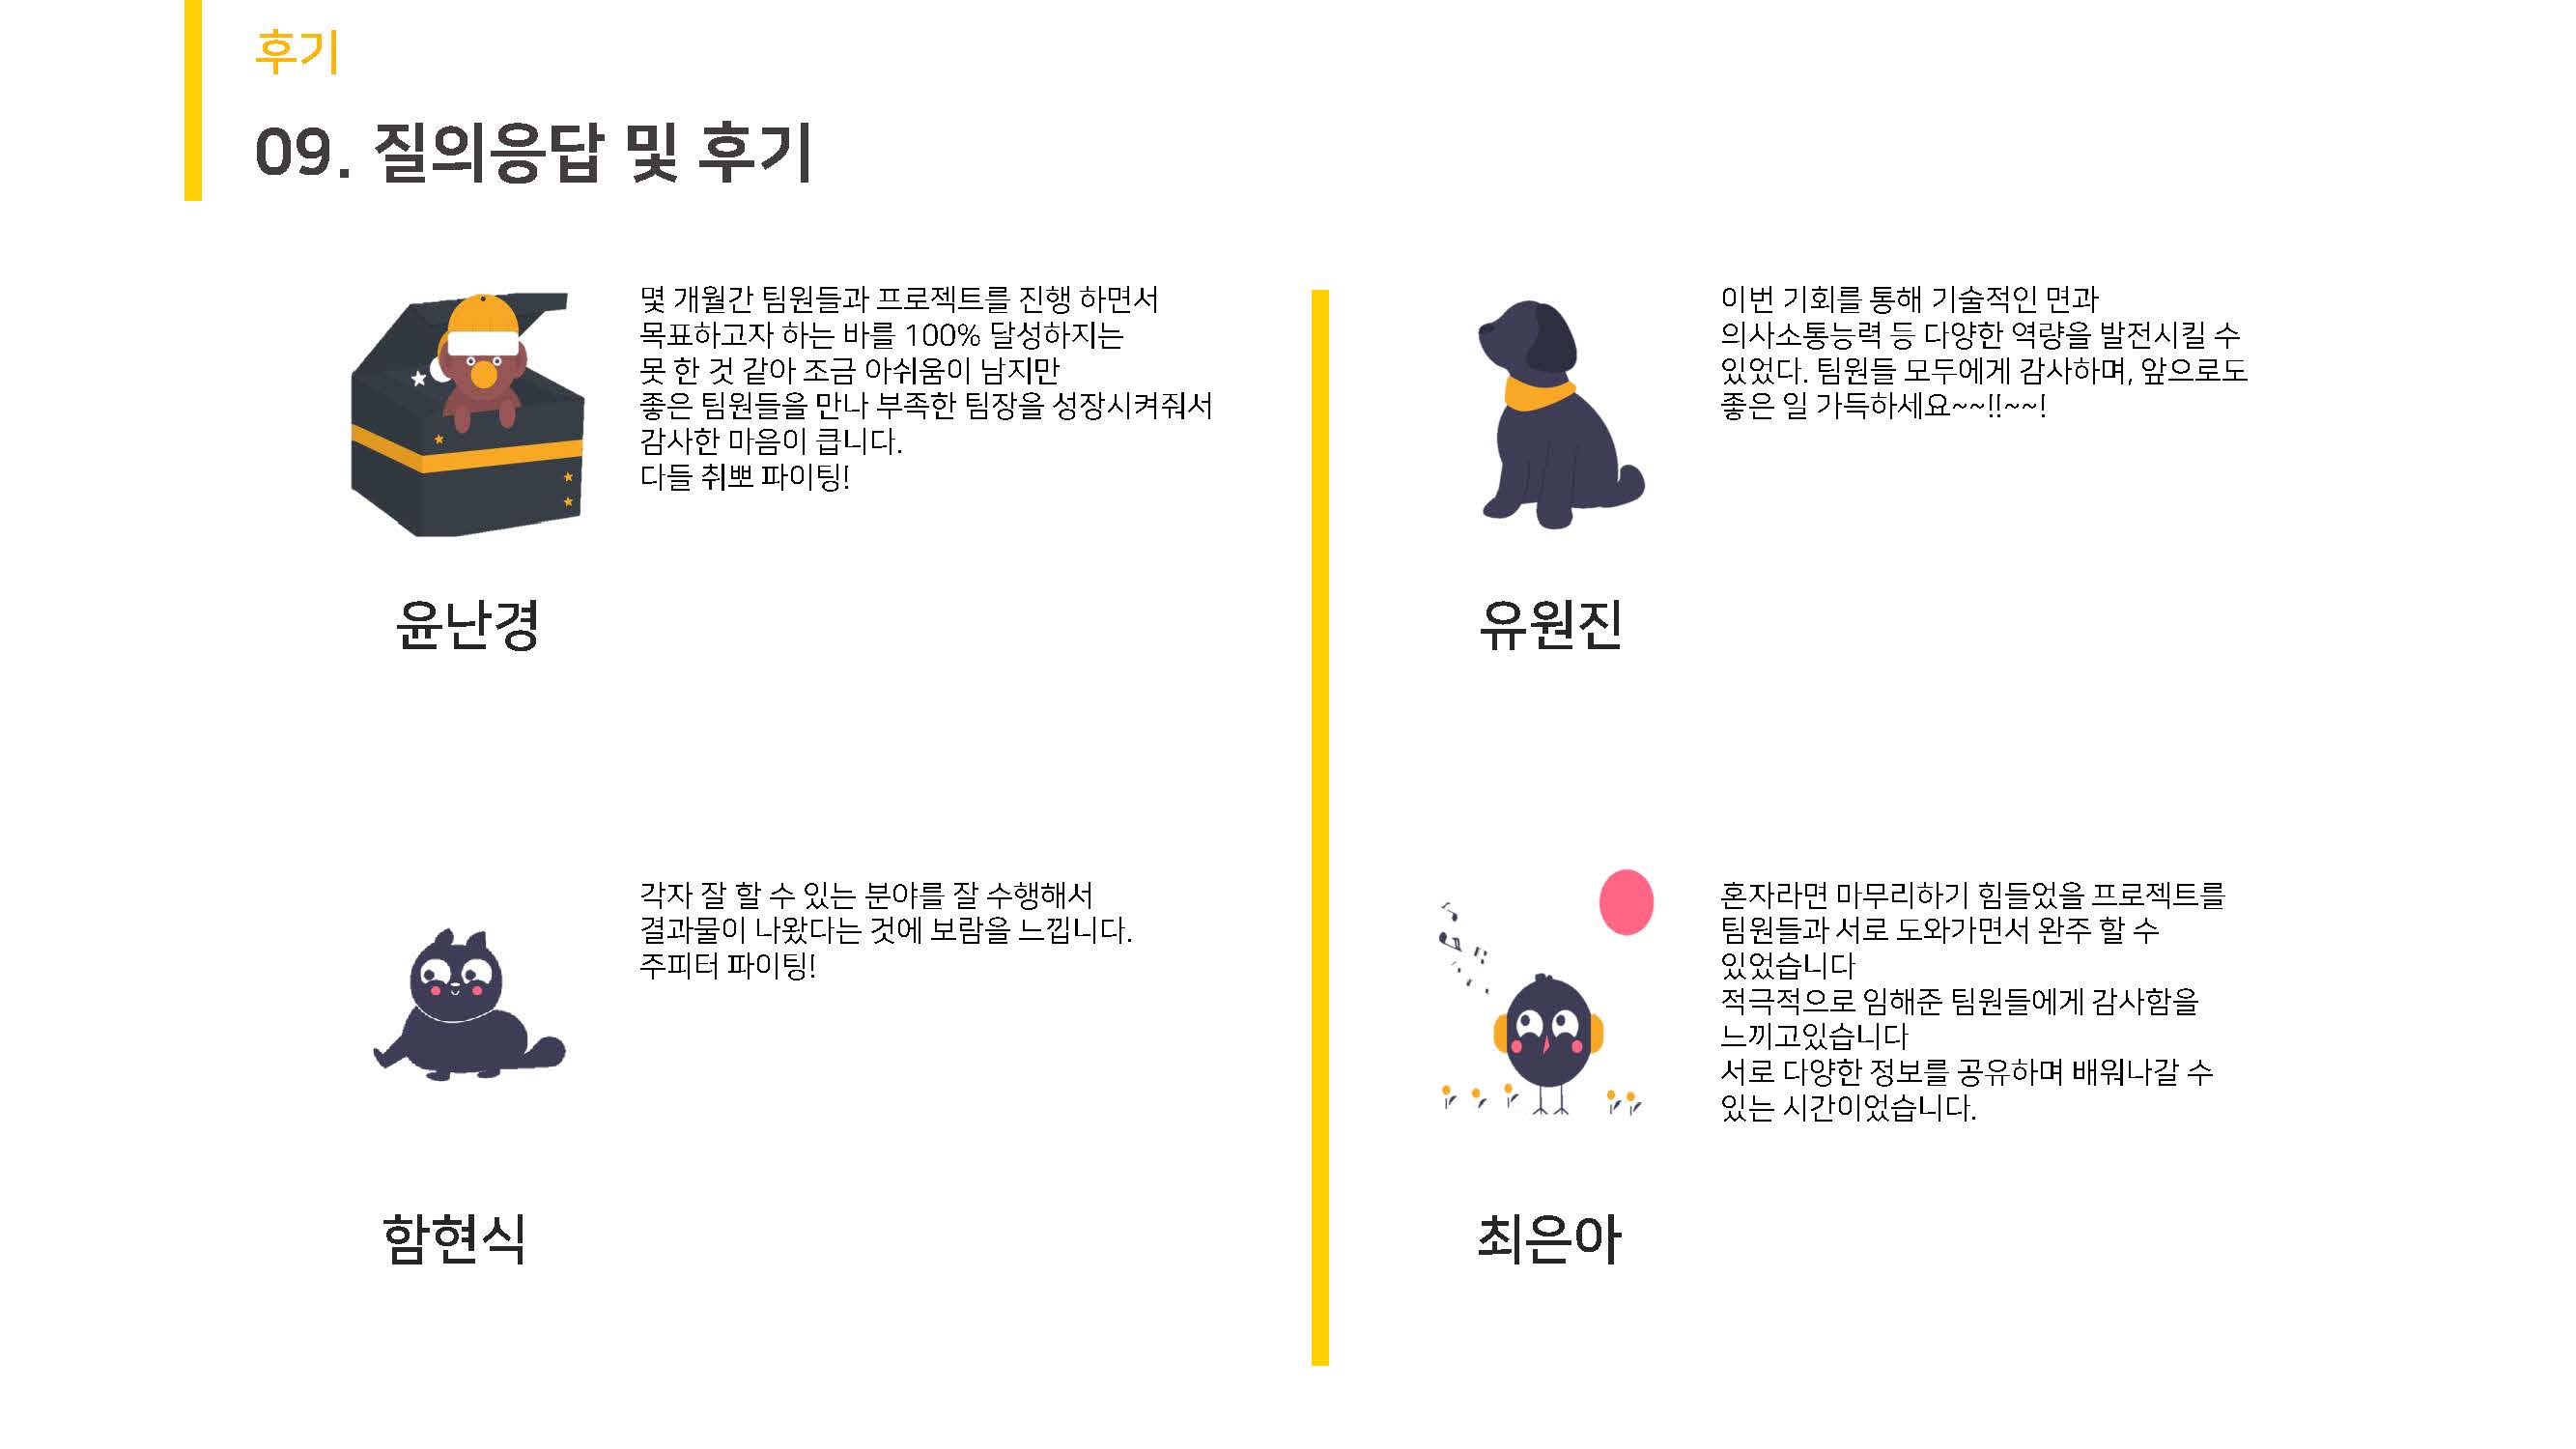 후기
09. 질의응답 및 후기
몇 개월간 팀원들과 프로젝트를 진행 하면서
목표하고자 하는 바를 100% 달성하지는
못 한 것 같아 조금 아쉬움이 남지만
좋은 팀원들을 만나 부족한 팀장을 성장시켜줘서
감사한 마음이 큽니다.
다들 취뽀 파이팅!
윤난경
이번 기회를 통해 기술적인 면과
의사소통능력 등 다양한 역량을 발전시킬 수
있었다. 팀원들 모두에게 감사하며, 앞으로도
좋은 일 가득하세요~~!!~~!
유원진
각자 잘 할 수 있는 분야를 잘 수행해서
결과물이 나왔다는 것에 보람을 느낍니다.
주피터 파이팅!
함현식
혼자라면 마무리하기 힘들었을 프로젝트를
팀원들과 서로 도와가면서 완주 할 수
있었습니다
적극적으로 임해준 팀원들에게 감사함을
느끼고있습니다
서로 다양한 정보를 공유하며 배워나갈 수
있는 시간이었습니다.
최은아